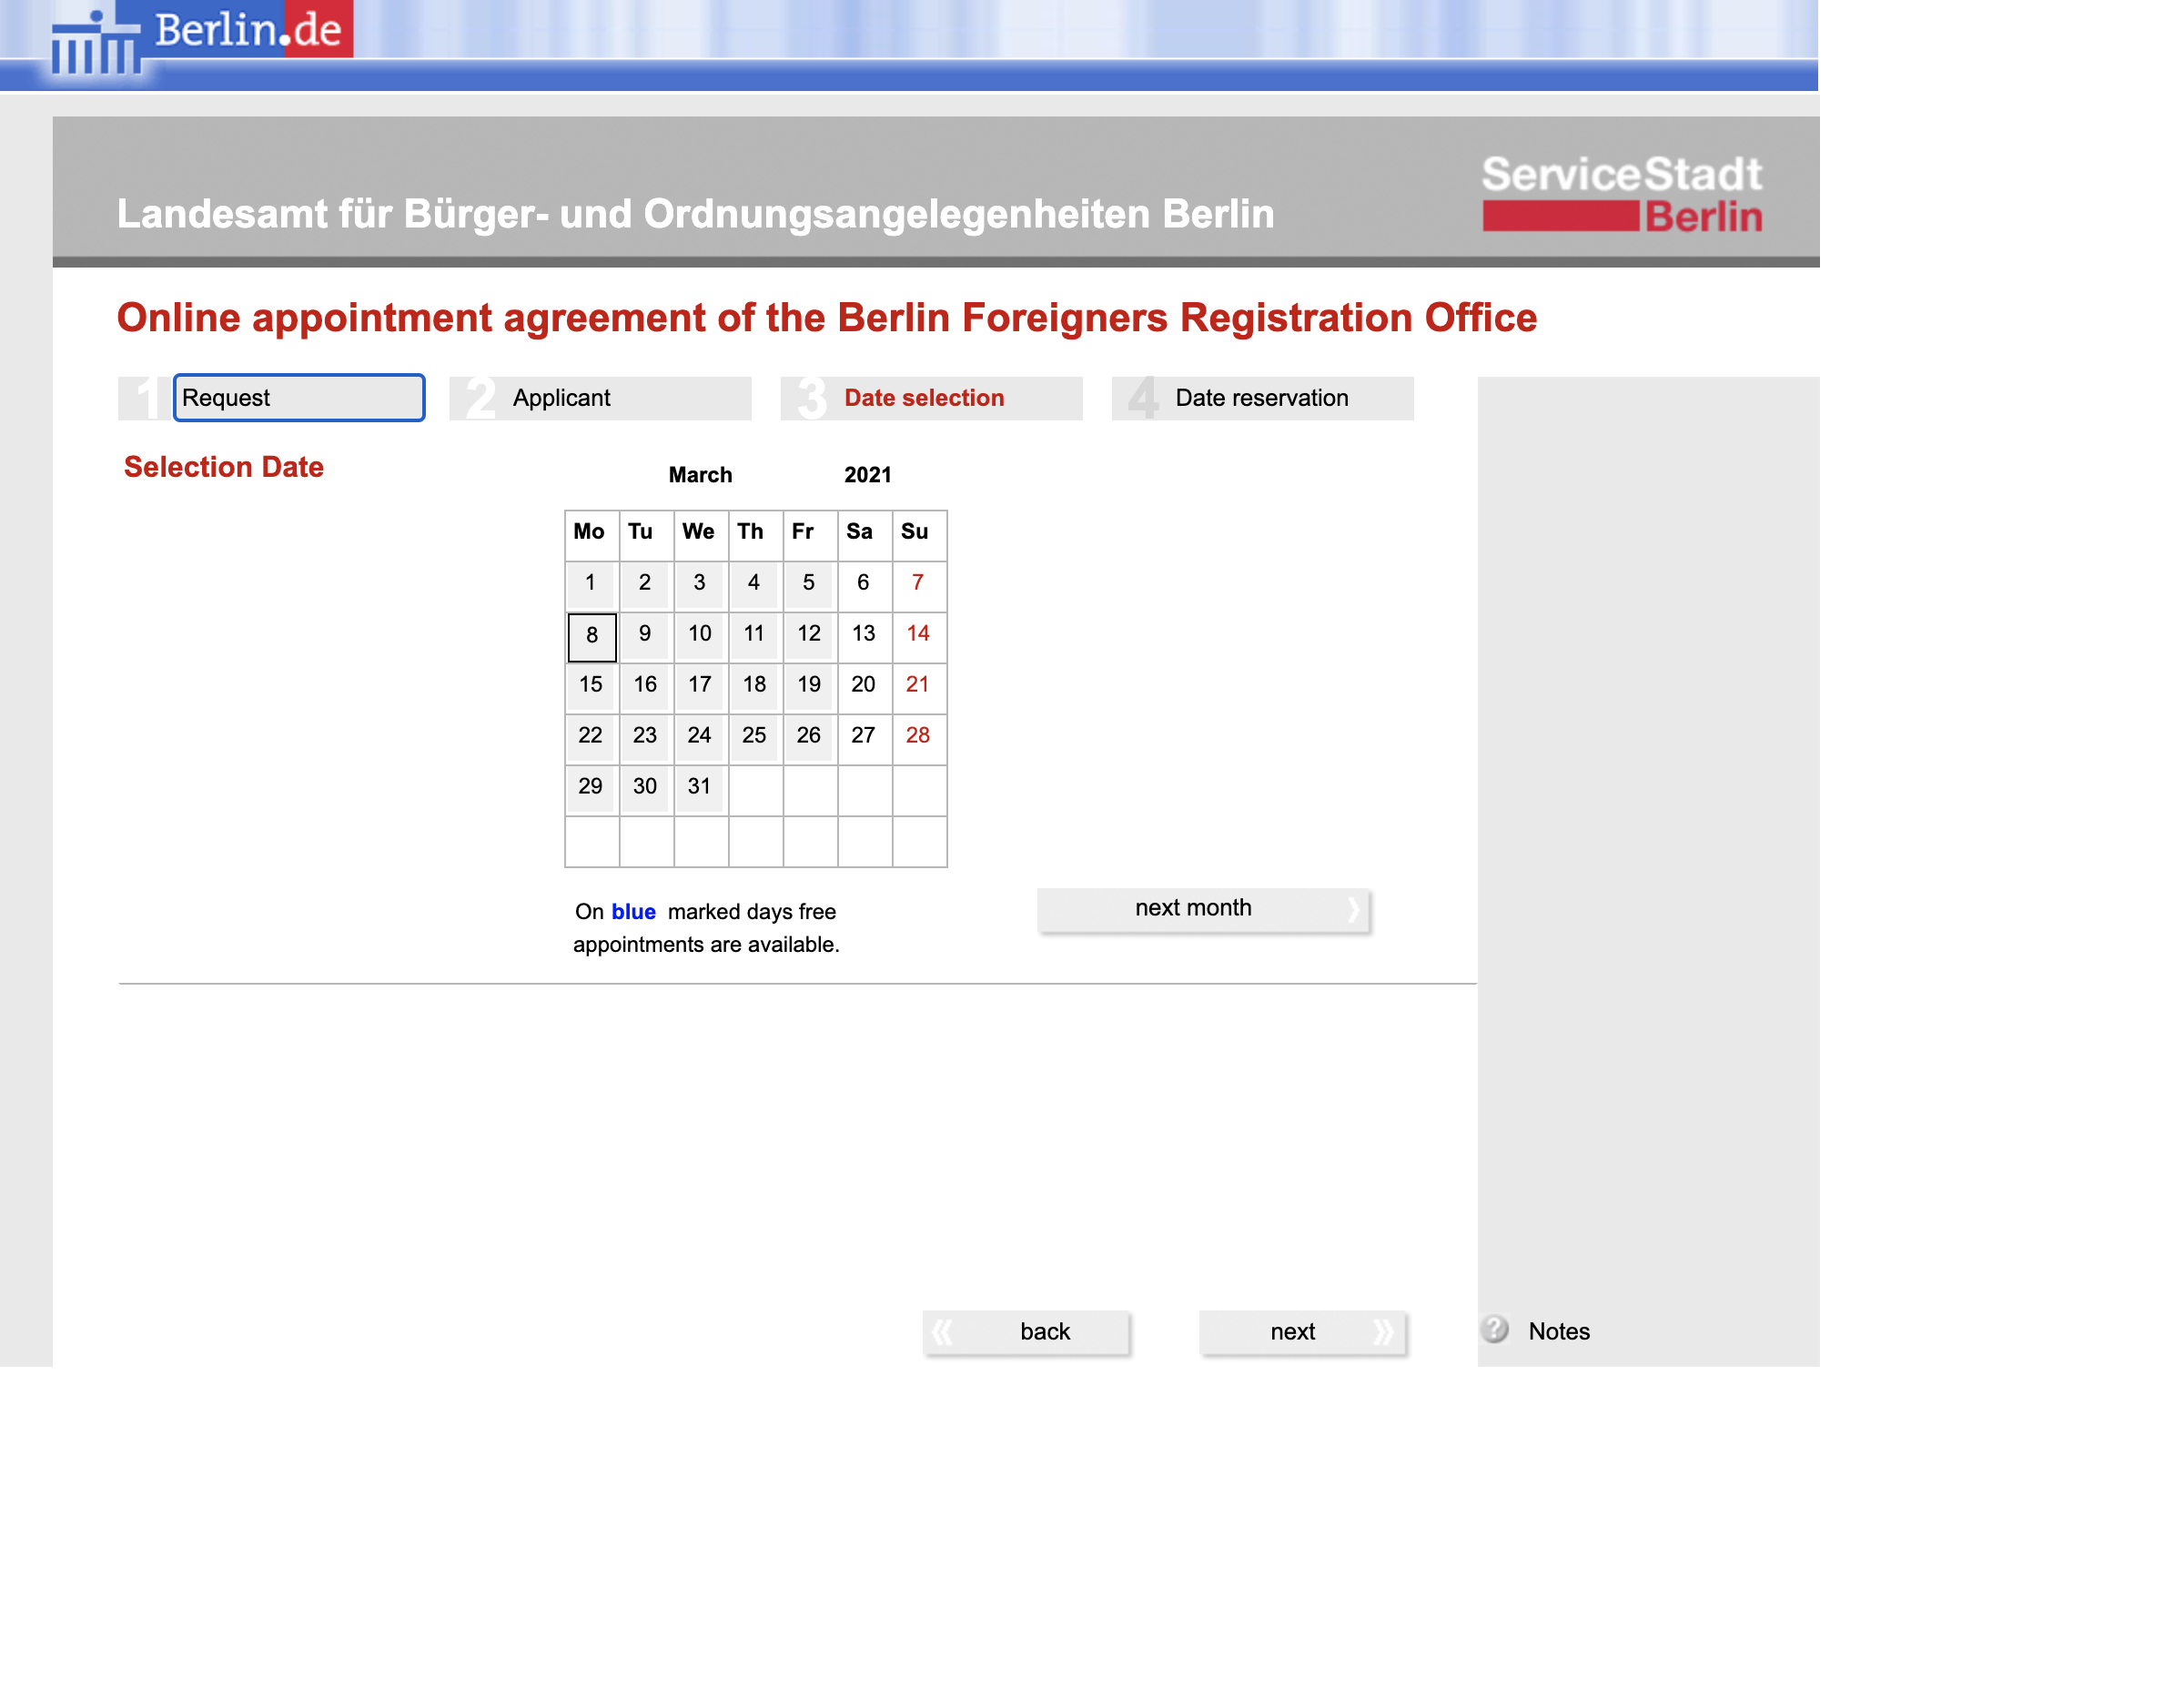 Berlin.de
ServiceStadt
Berlin
Landesamt für Bürger- und Ordnungsangelegenheiten Berlin
Online appointment agreement of the Berlin Foreigners Registration Office
1 Request 2 Applicant 3 Date selection 4 Date reservation
Selection Date
March 2021
Mo Tu We Th Fr Sa Su
1 2 3 4 5 6 7
8 9 10 11 12 13 14
15 16 17 18 19 20 21
22 23 24 25 26 27 28
29 30 31
On blue marked days free
appointments are available.
next month
back next ? Notes